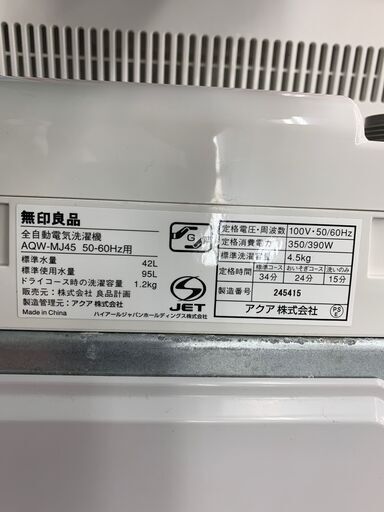 無印良品
全自動電気洗濯機
AQW-MJ45 50-60Hz用
標準水量 42L
標準使用水量 95L
ドライコース時の洗濯容量 1.2kg
販売元：株式会社 良品計画
製造管理元：アクア 株式会社
Made in China
G
S
JET
ハイアールジャパンホールディングス株式会社
定格電圧・周波数 100V・50/60Hz
定格消費電力 350/390W
標準洗濯容量 4.5kg
定格時間 標準コース おいそぎコース 洗いのみ
34分 24分 15分
製造番号 245415
アクア 株式会社
PS
E